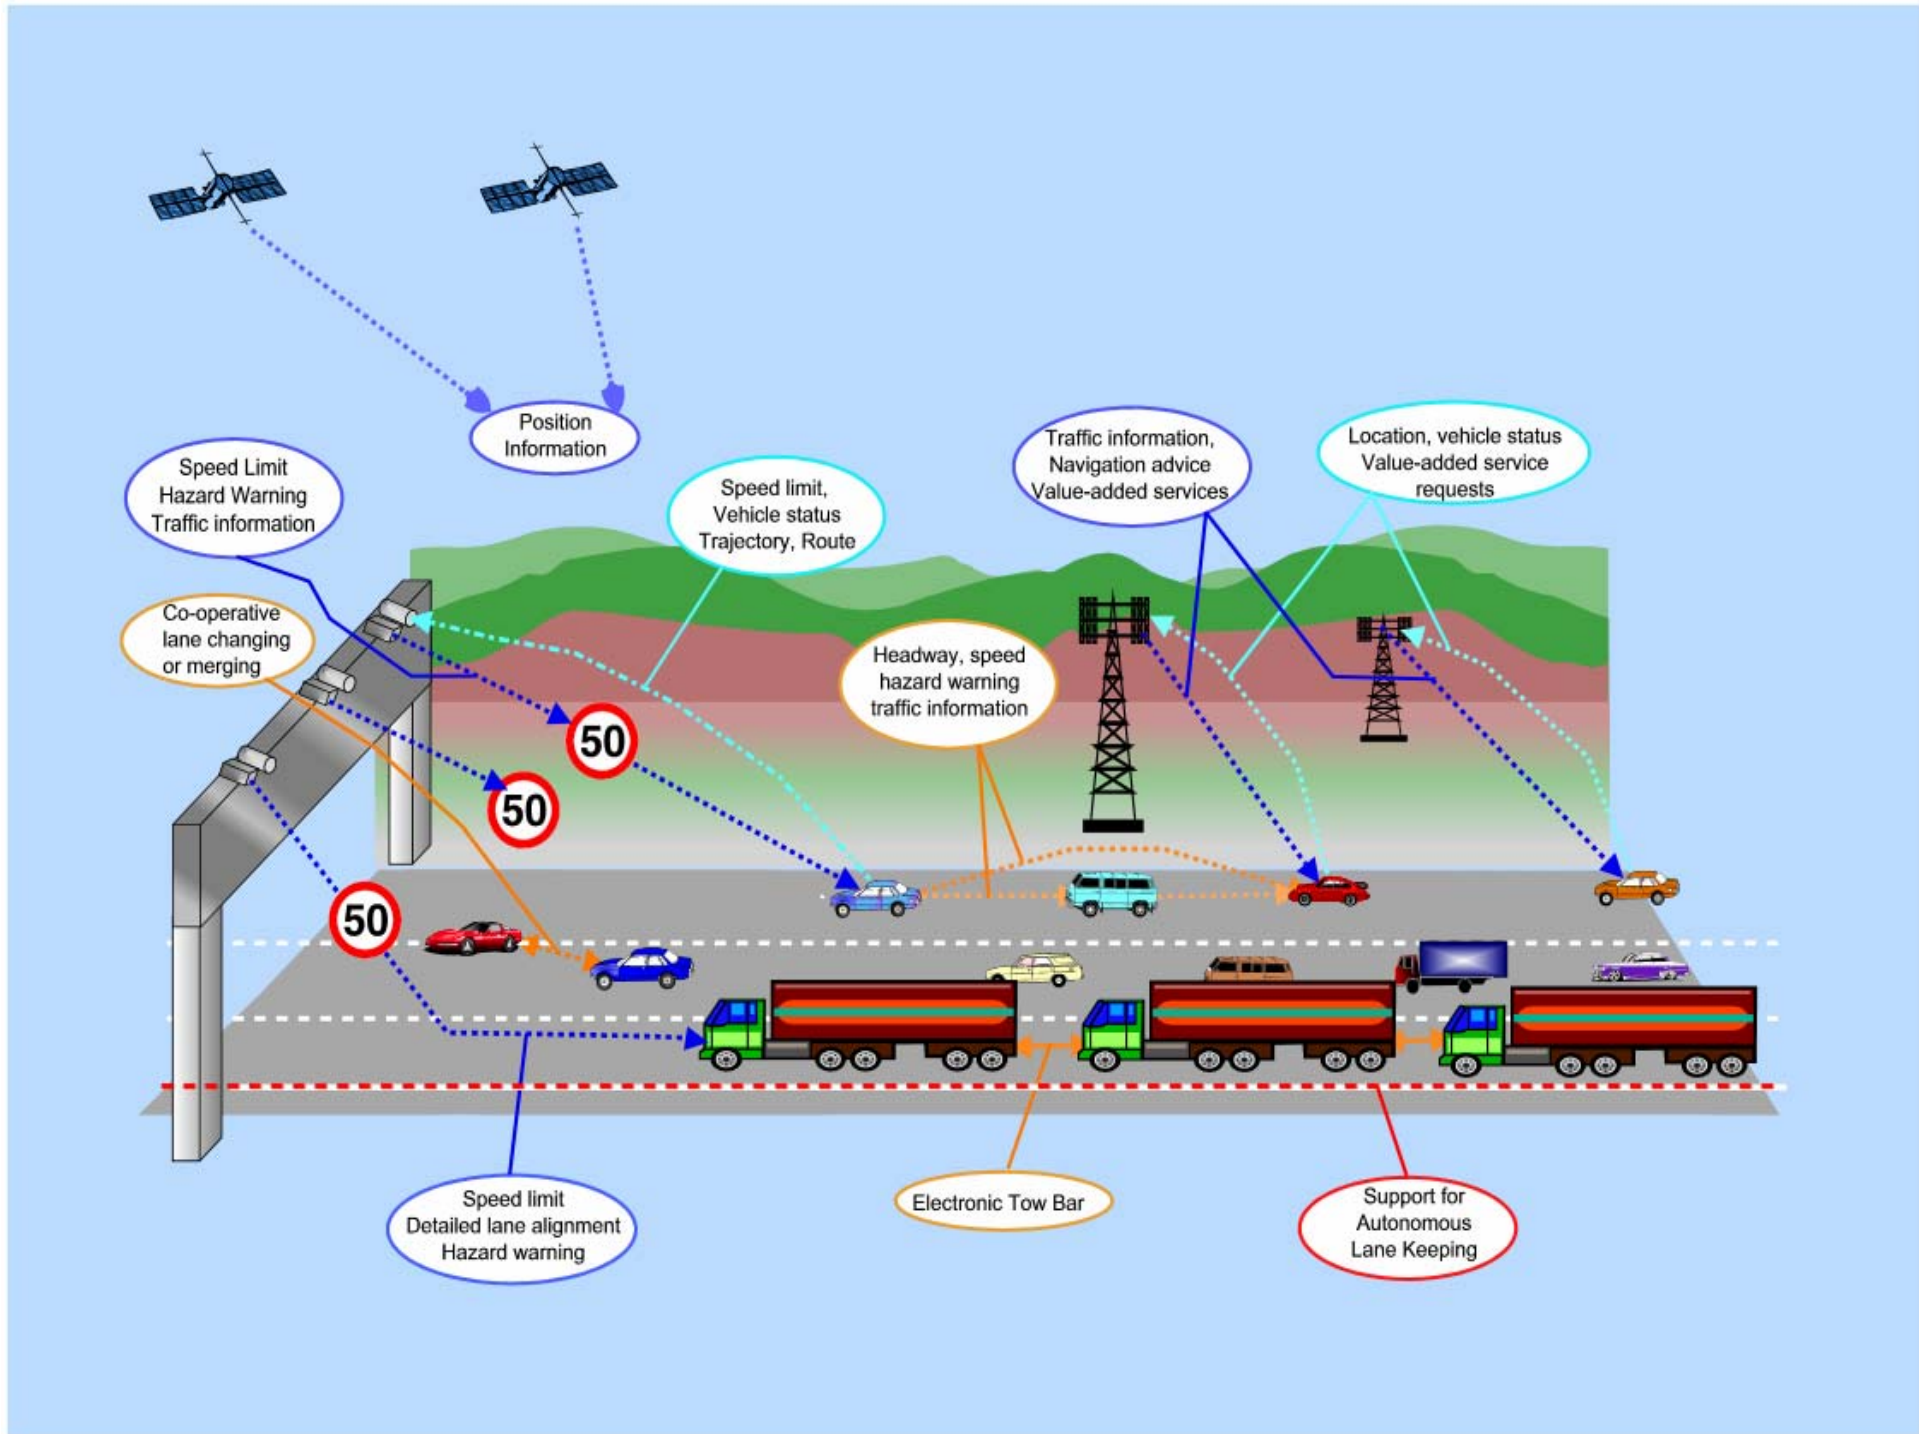 Position
Information
Speed Limit
Hazard Warning
Traffic information
Speed limit,
Vehicle status
Trajectory, Route
Traffic information,
Navigation advice
Value-added services
Location, vehicle status
Value-added service
requests
Co-operative
lane changing
or merging
Headway, speed
hazard warning
traffic information
50
50
50
Speed limit
Detailed lane alignment
Hazard warning
Electronic Tow Bar
Support for
Autonomous
Lane Keeping